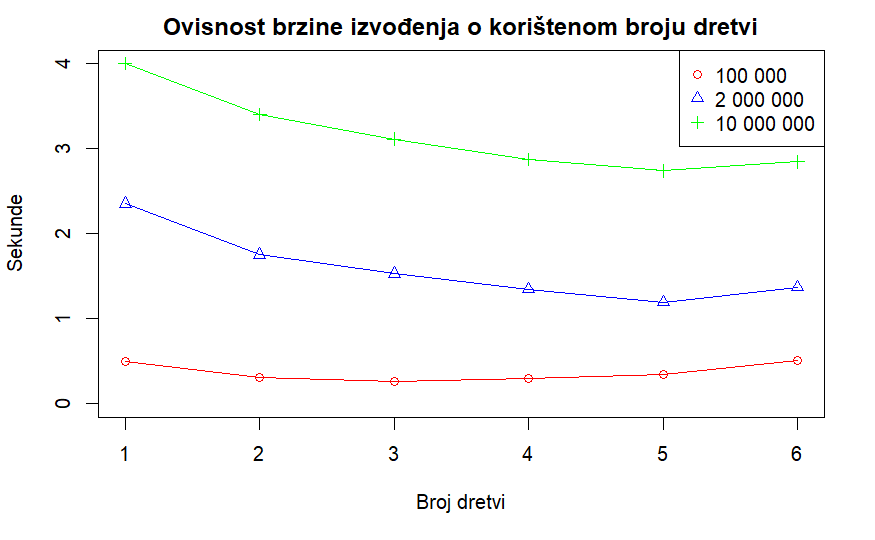 Ovisnost brzine izvođenja o korištenom broju dretvi
100 000
2 000 000
10 000 000
Sekunde
4
3
2
1
0
1 2 3 4 5 6
Broj dretvi